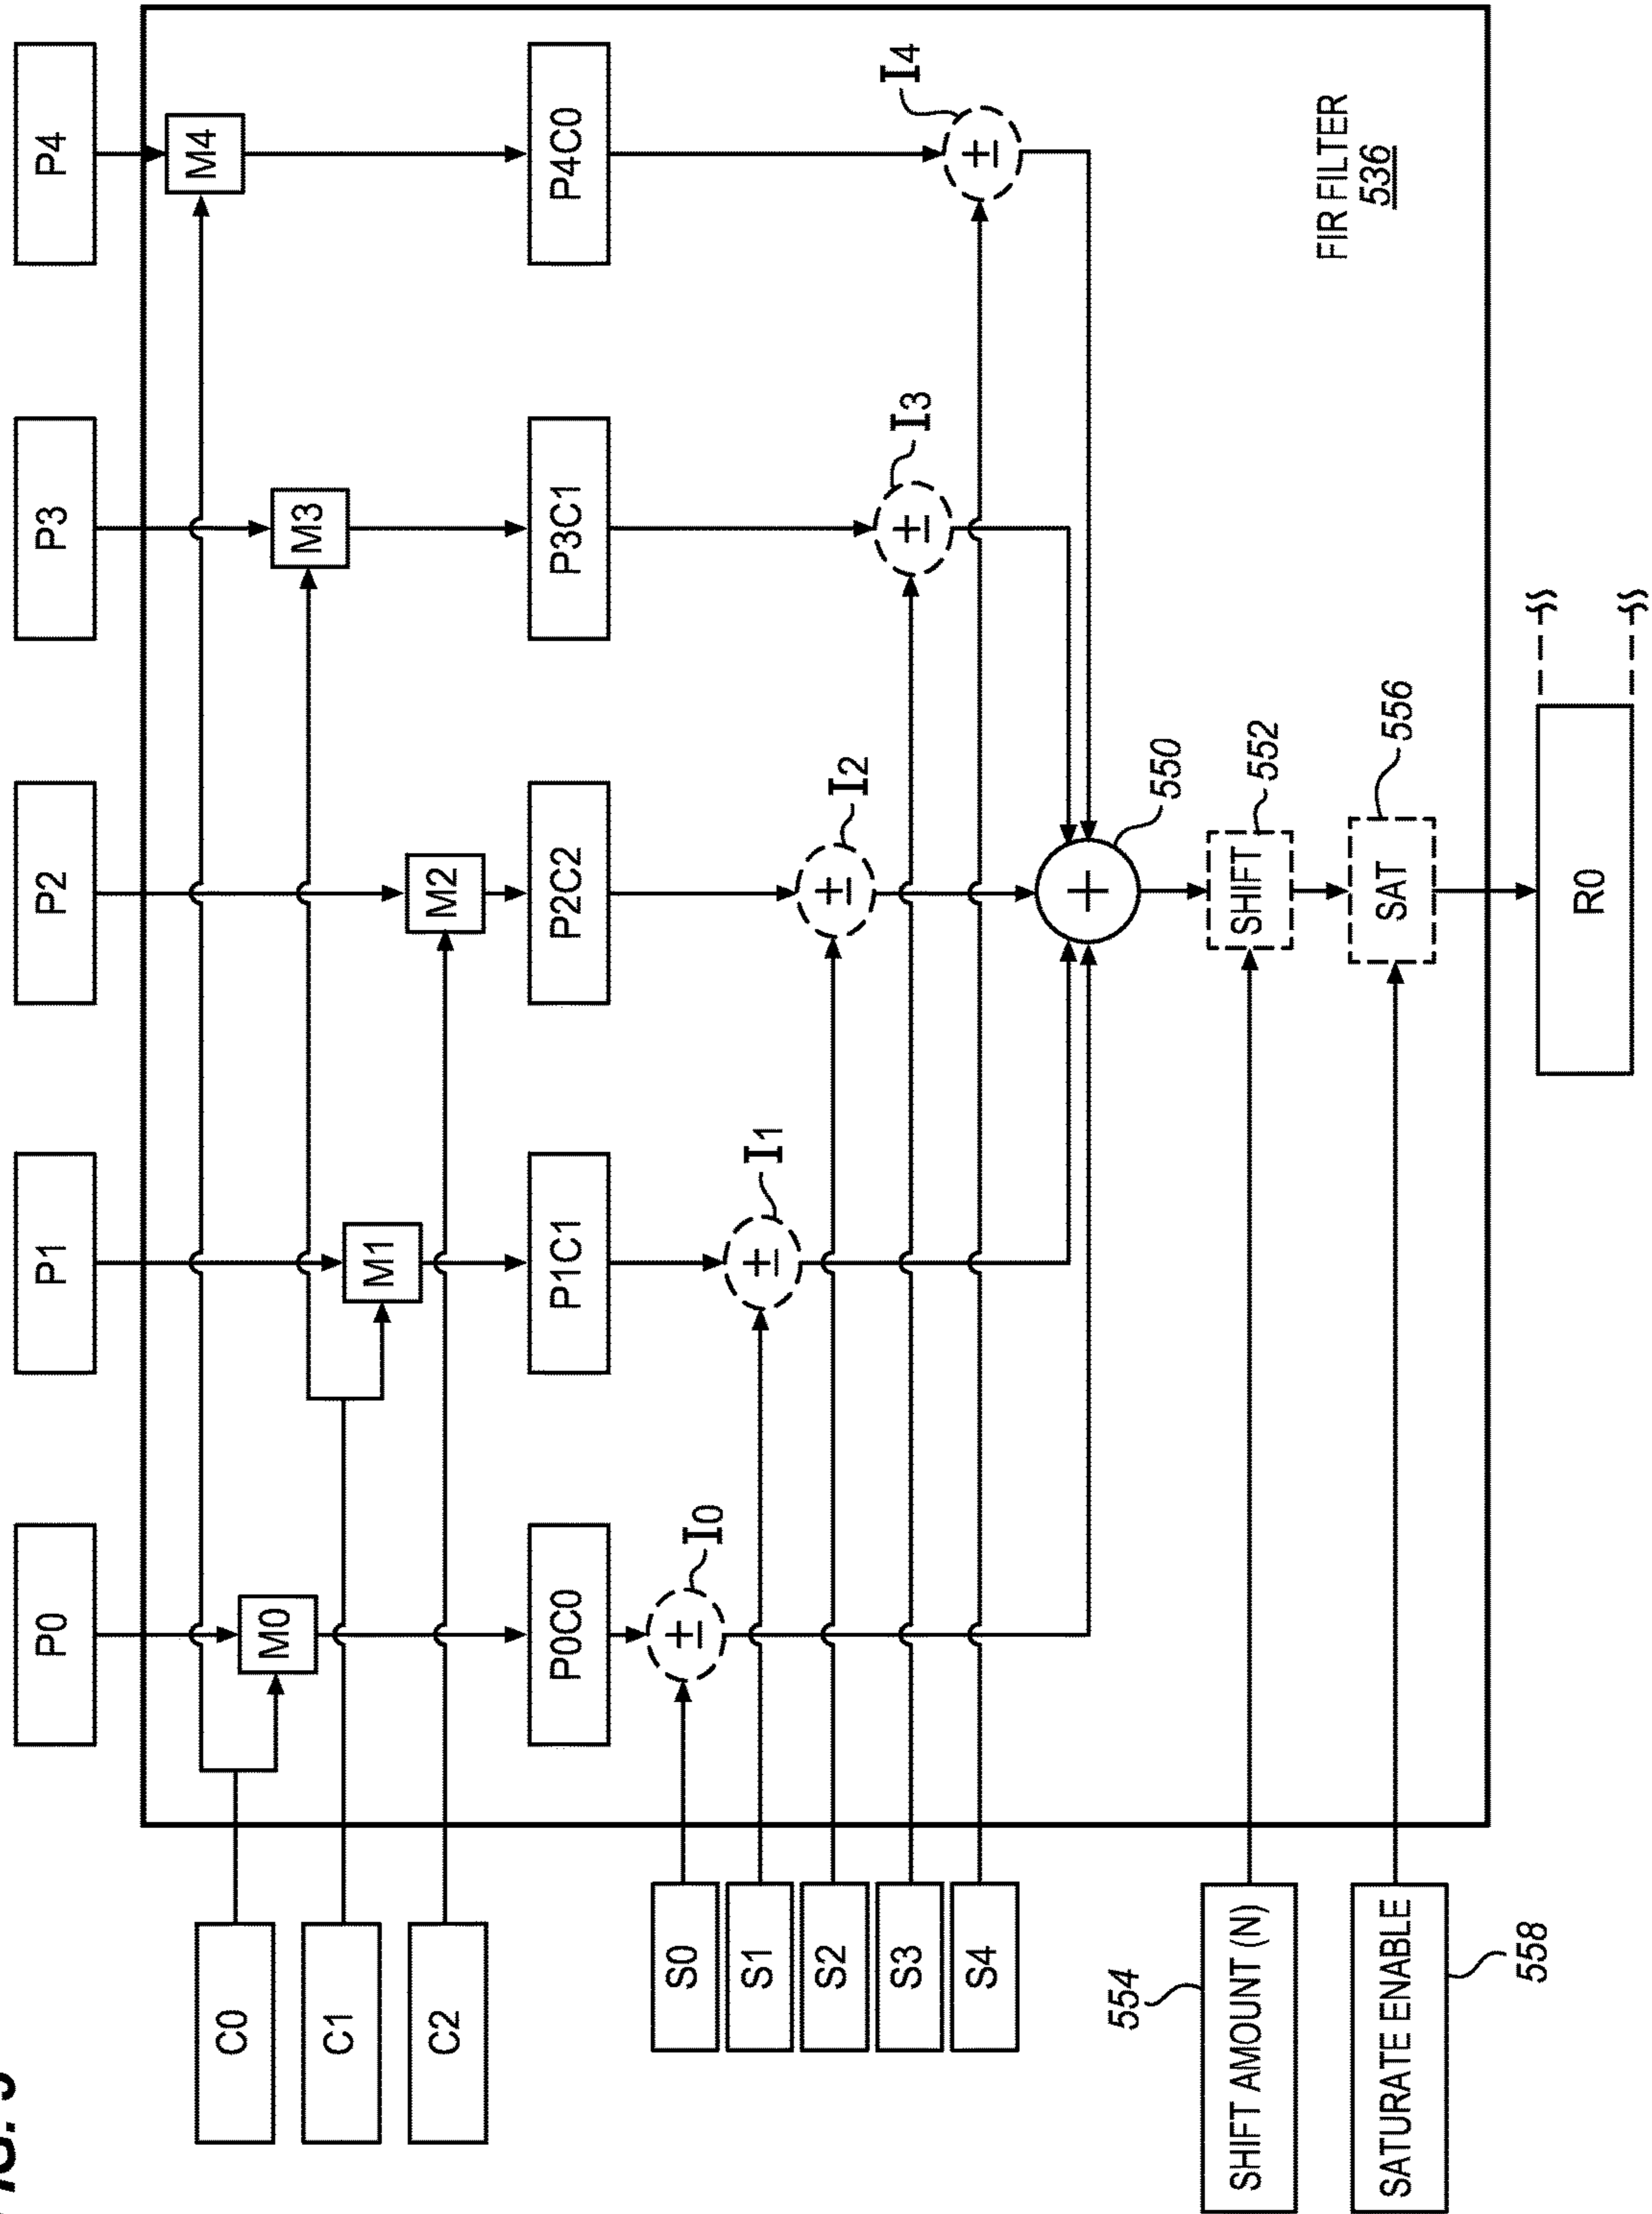 P0
P1
P2
P3
P4
C0
C1
C2
M0
M1
M2
M3
M4
P0C0
P1C1
P2C2
P3C1
P4C0
S0
S1
S2
S3
S4
± I0
± I1
± I2
± I3
± I4
+
550
554
SHIFT AMOUNT (N)
SHIFT
552
SATURATE ENABLE
558
SAT
556
FIR FILTER
536
R0